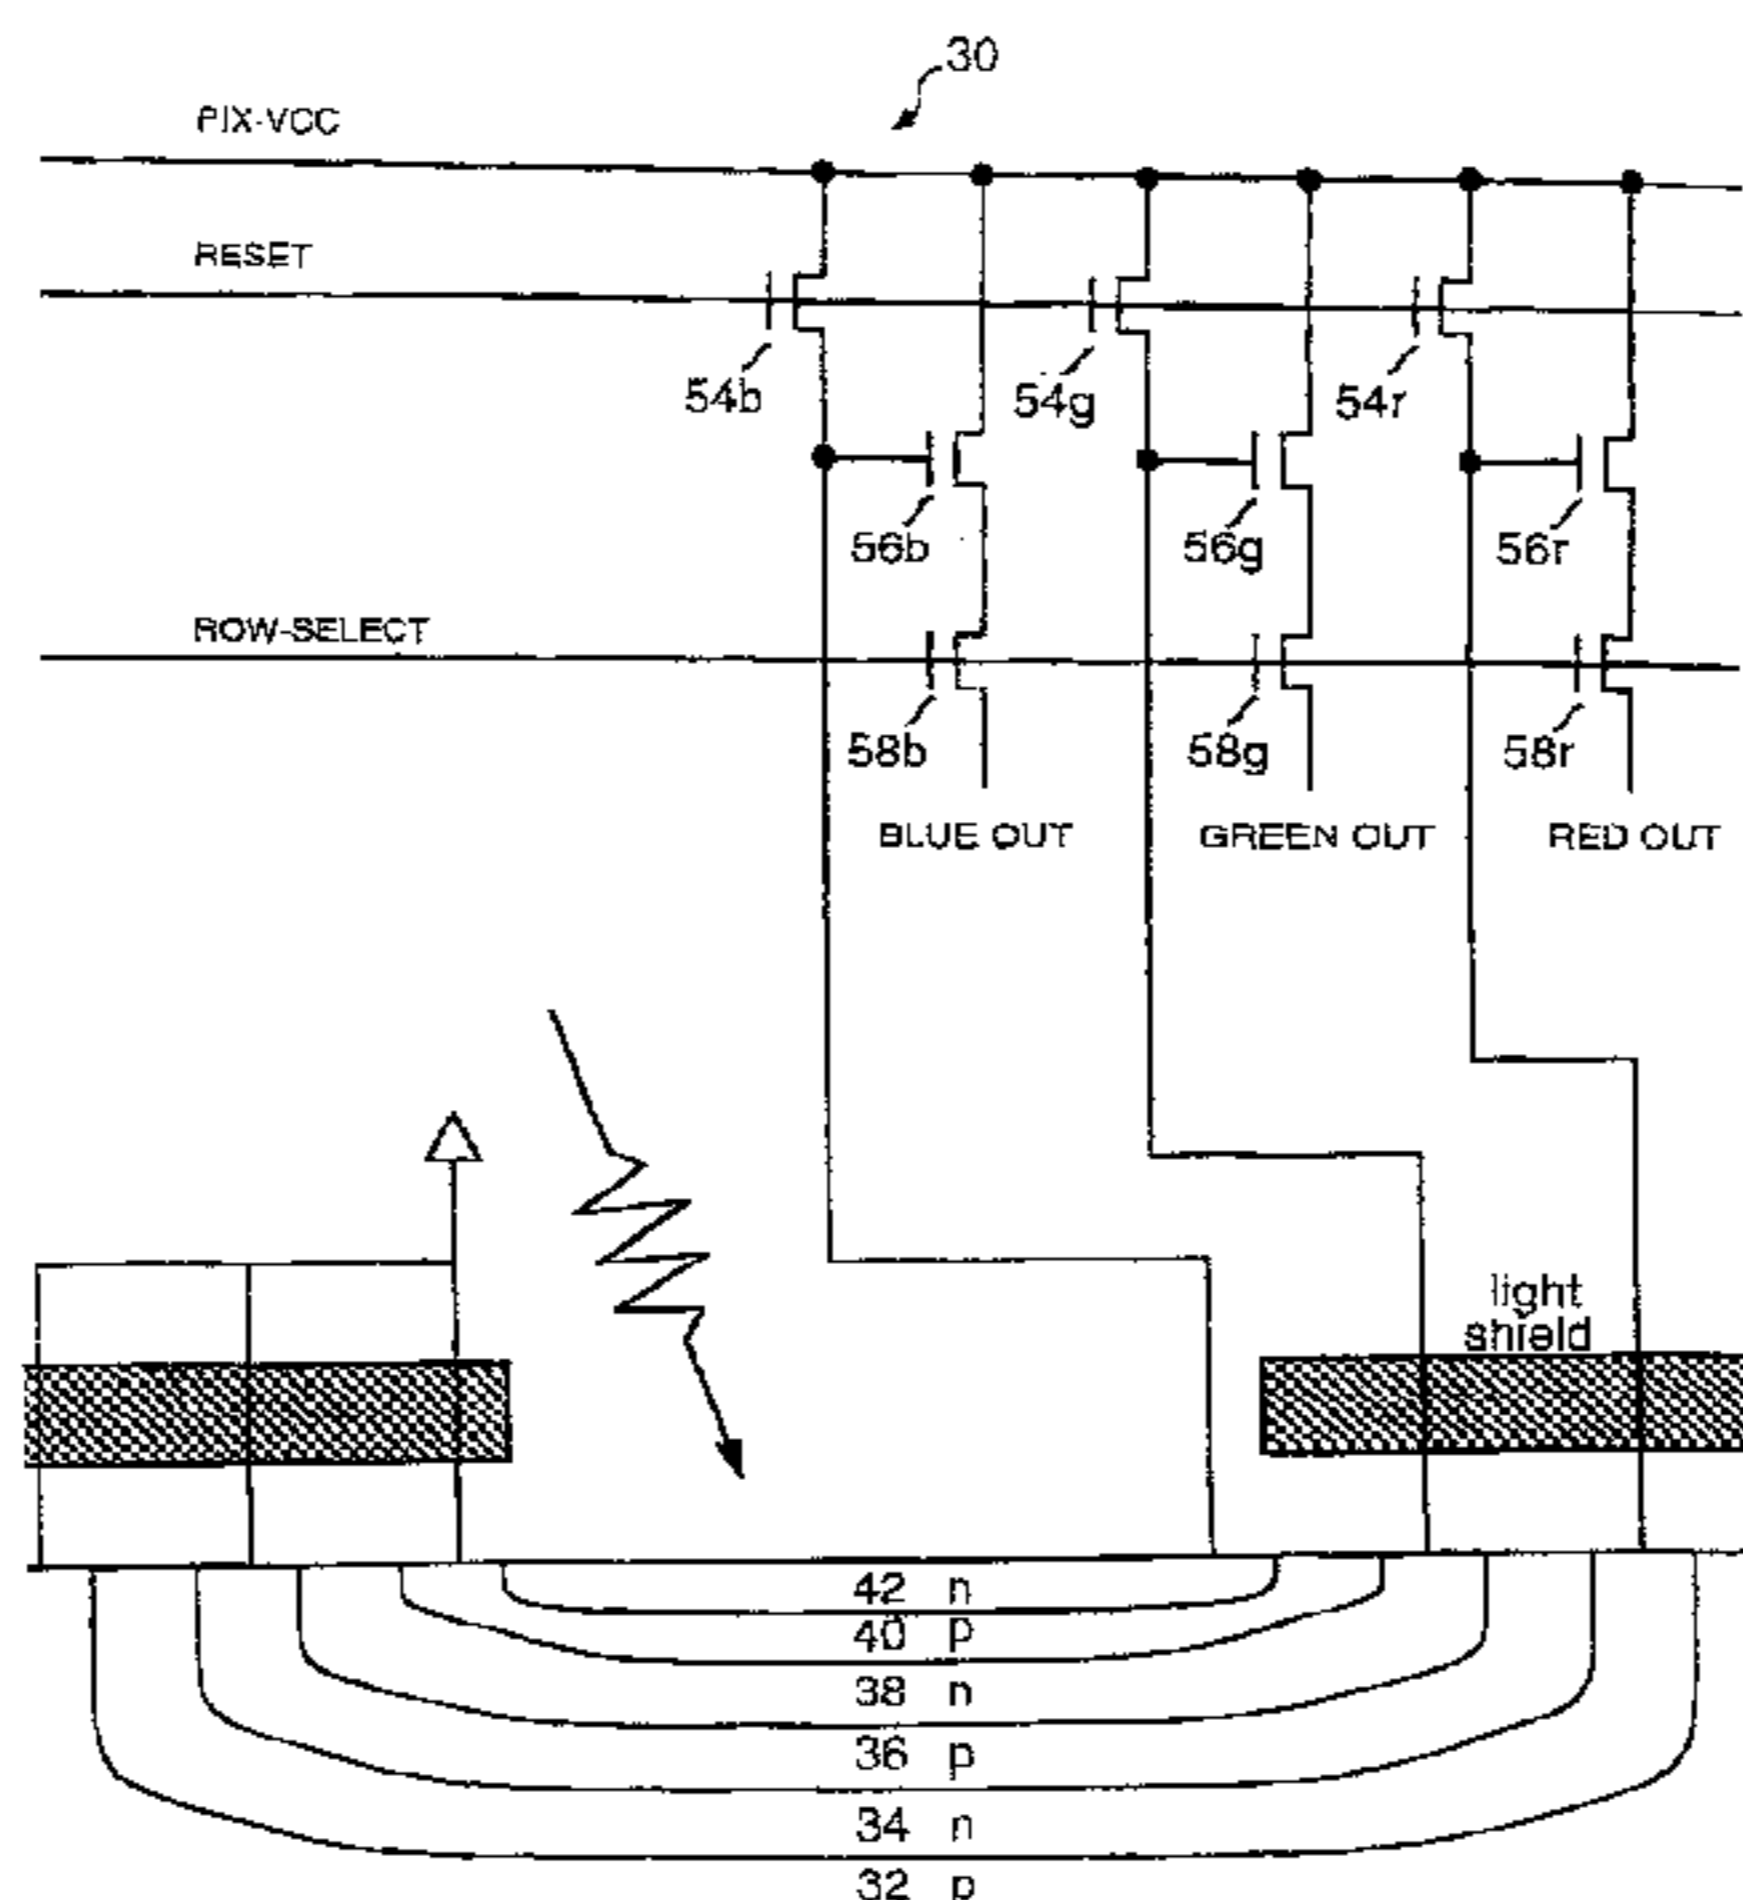 30
PIX-VCC
RESET
54b 54g 54r
56b 56g 56r
ROW-SELECT
58b 58g 58r
BLUE OUT GREEN OUT RED OUT
light
shield
42 n
40 p
38 n
36 p
34 n
32 p